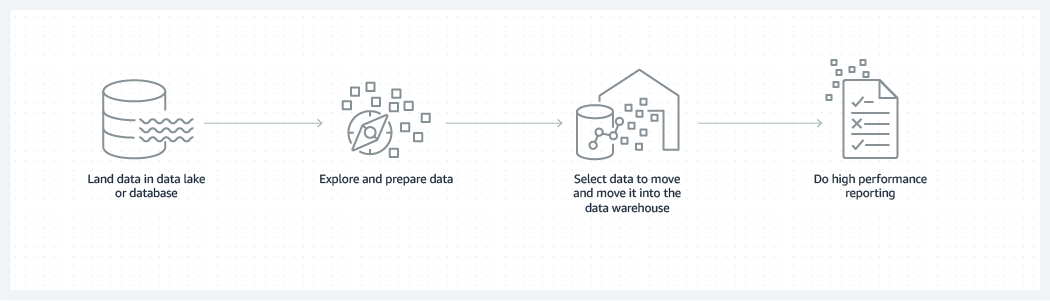 Land data in data lake
or database
Explore and prepare data
Select data to move
and move it into the
data warehouse
Do high performance
reporting